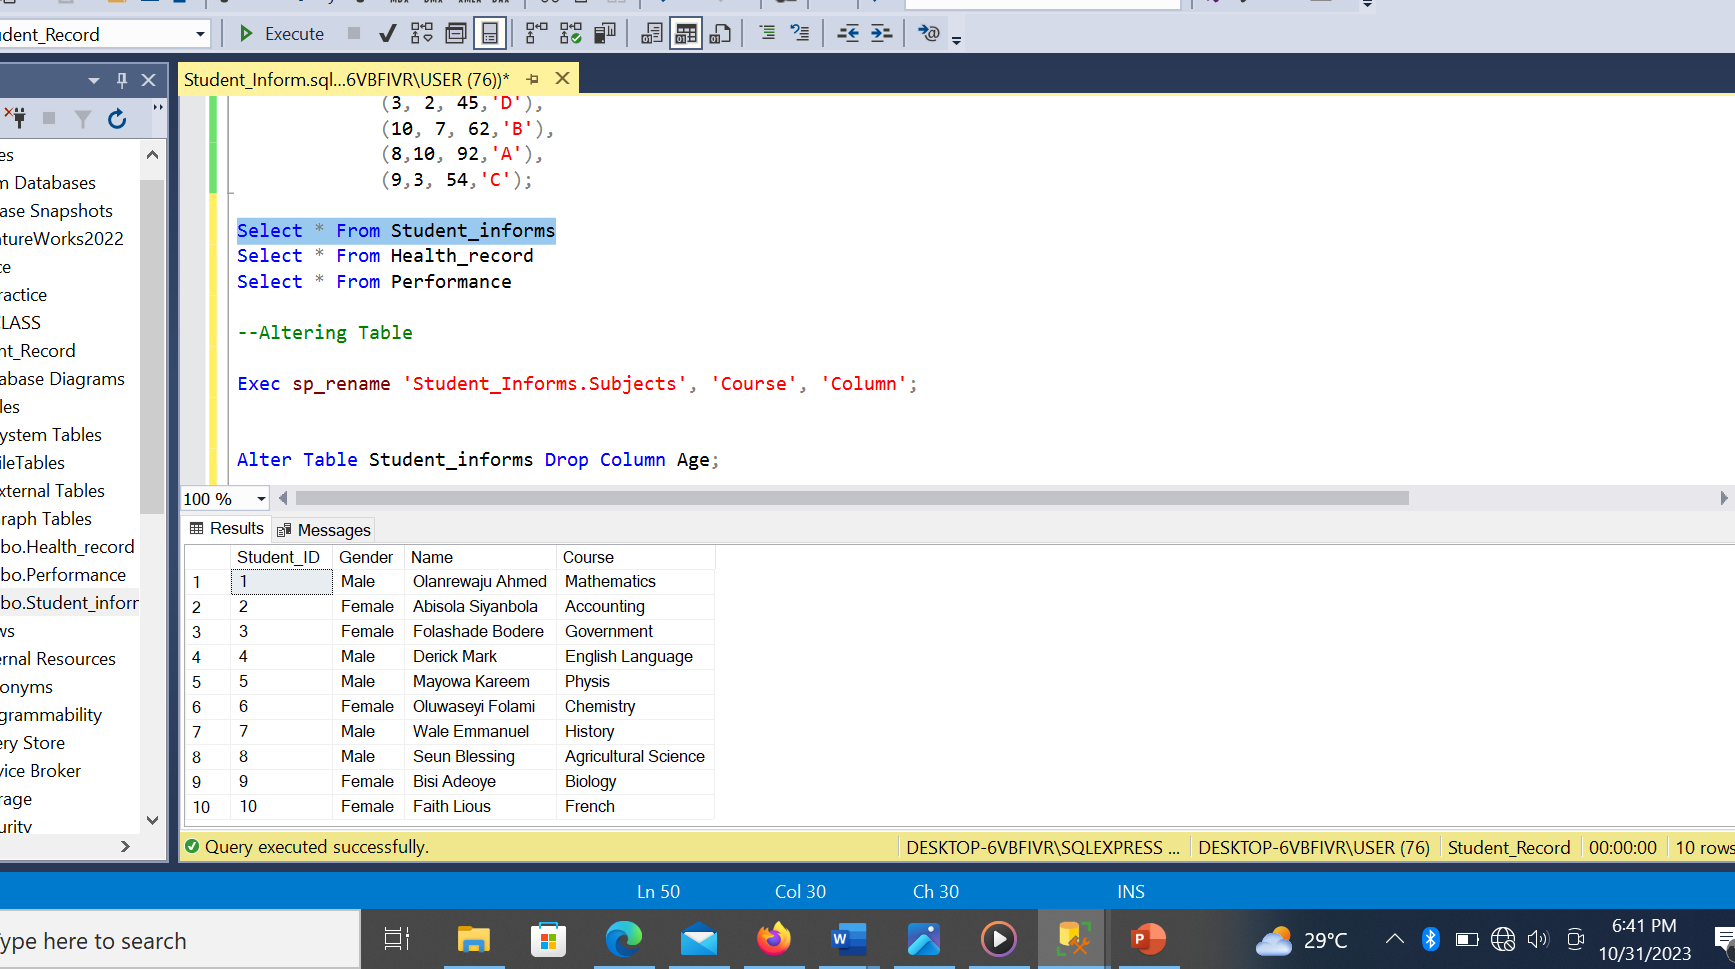 dent_Record
Execute
Student_Inform.sql...6VBFIVR\USER (76))*
es
m Databases
ase Snapshots
tureWorks2022
ce
ractice
LASS
nt_Record
abase Diagrams
les
ystem Tables
ileTables
xternal Tables
raph Tables
bo.Health_record
bo.Performance
bo.Student_infor
ws
ernal Resources
onyms
grammability
ery Store
vice Broker
rage
urity
(3, 2, 45,'D'),
(10, 7, 62,'B'),
(8,10, 92,'A'),
(9,3, 54,'C');
Select * From Student_informs
Select * From Health_record
Select * From Performance
--Altering Table
Exec sp_rename 'Student_Informs.Subjects', 'Course', 'Column';
Alter Table Student_informs Drop Column Age;
100 %
Results Messages
Student_ID Gender Name Course
1 1 Male Olanrewaju Ahmed Mathematics
2 2 Female Abisola Siyanbola Accounting
3 3 Female Folashade Bodere Government
4 4 Male Derick Mark English Language
5 5 Male Mayowa Kareem Physis
6 6 Female Oluwaseyi Folami Chemistry
7 7 Male Wale Emmanuel History
8 8 Male Seun Blessing Agricultural Science
9 9 Female Bisi Adeoye Biology
10 10 Female Faith Lious French
Query executed successfully. DESKTOP-6VBFIVR\SQLEXPRESS ... DESKTOP-6VBFIVR\USER (76) Student_Record 00:00:00 10 rows
Ln 50 Col 30 Ch 30 INS
ype here to search
29°C
6:41 PM
10/31/2023